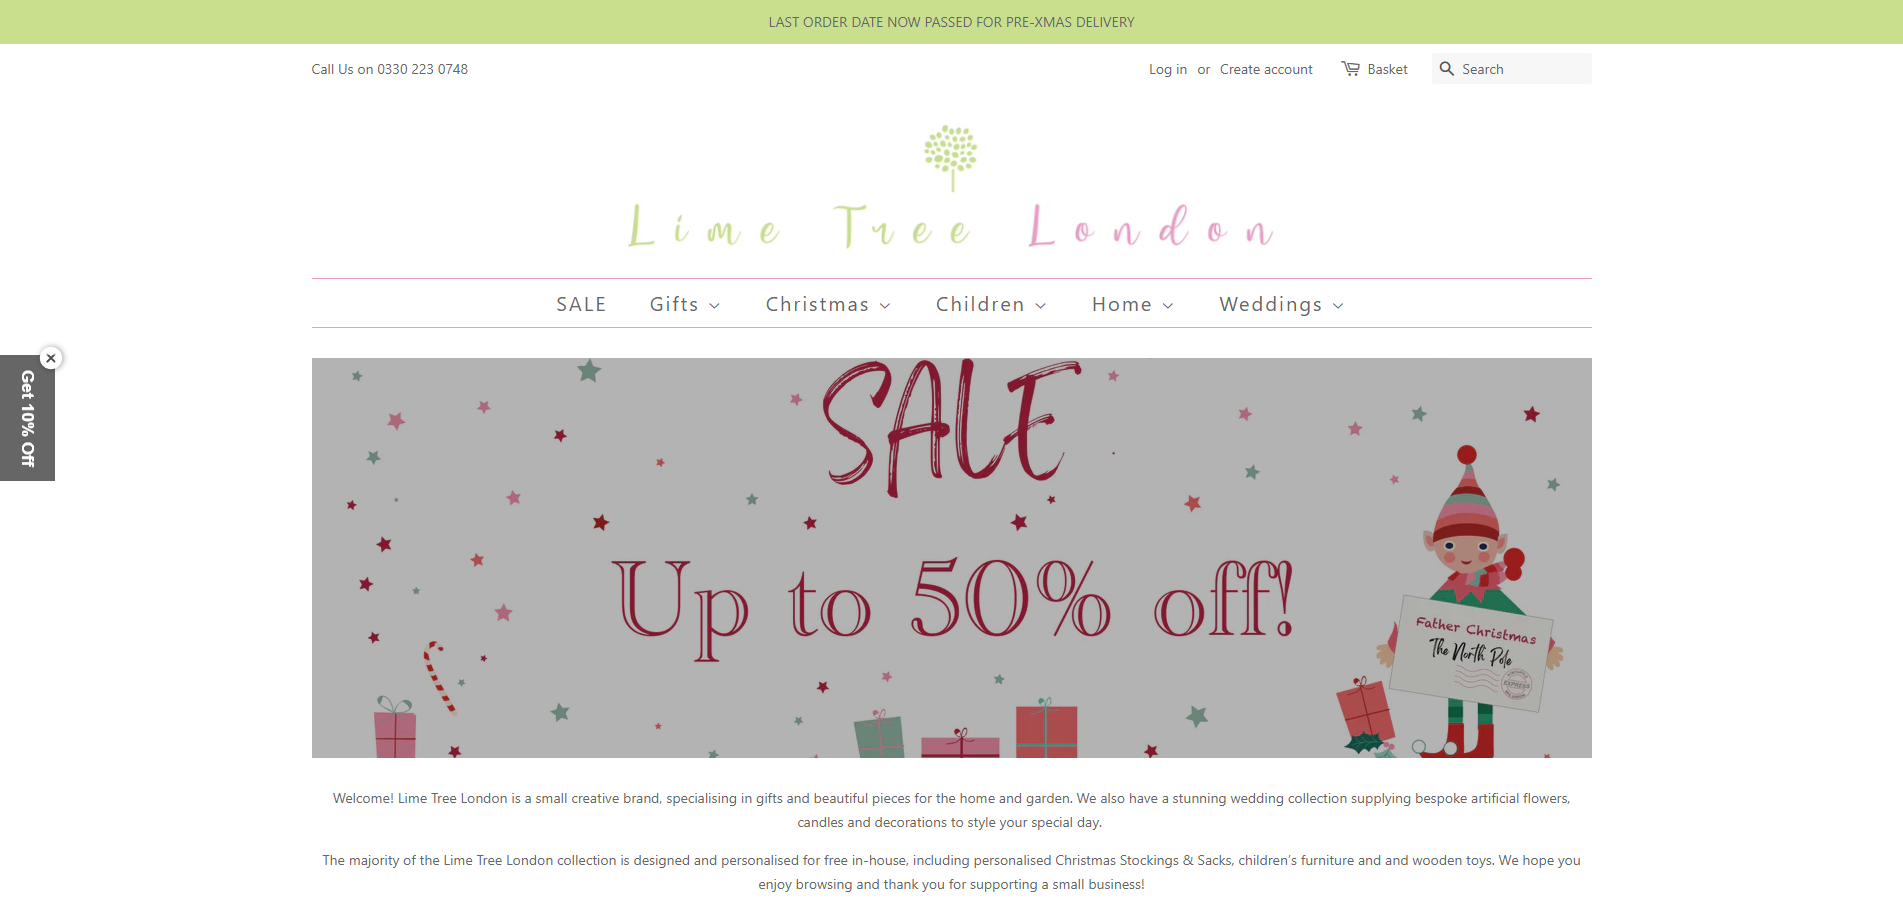 LAST ORDER DATE NOW PASSED FOR PRE-XMAS DELIVERY
Call Us on 0330 223 0748
Log in or Create account
Basket
Search
Lime Tree London
SALE
Gifts
Christmas
Children
Home
Weddings
Get 10% Off
SALE
Up to 50% off!
Father Christmas
The North Pole
EXPRESS
Welcome! Lime Tree London is a small creative brand, specialising in gifts and beautiful pieces for the home and garden. We also have a stunning wedding collection supplying bespoke artificial flowers,
candles and decorations to style your special day.
The majority of the Lime Tree London collection is designed and personalised for free in-house, including personalised Christmas Stockings & Sacks, children's furniture and and wooden toys. We hope you
enjoy browsing and thank you for supporting a small business!